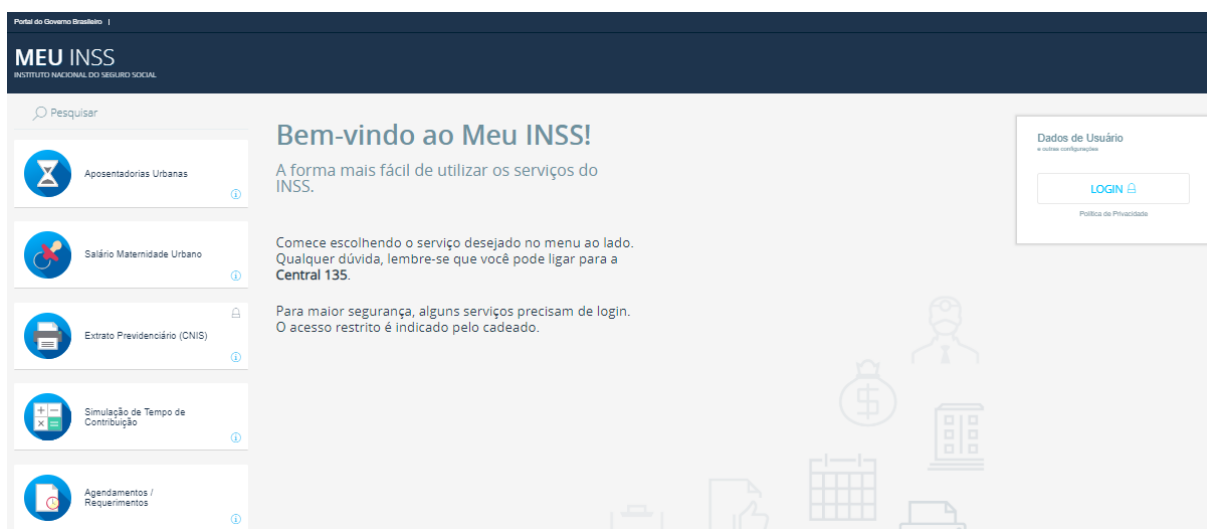 Portal do Governo Brasileiro |
MEU INSS
INSTITUTO NACIONAL DO SEGURO SOCIAL
Pesquisar
Aposentadorias Urbanas
Salário Maternidade Urbano
Extrato Previdenciário (CNIS)
Simulação de Tempo de
Contribuição
Agendamentos /
Requerimentos
Bem-vindo ao Meu INSS!
A forma mais fácil de utilizar os serviços do
INSS.
Comece escolhendo o serviço desejado no menu ao lado.
Qualquer dúvida, lembre-se que você pode ligar para a
Central 135.
Para maior segurança, alguns serviços precisam de login.
O acesso restrito é indicado pelo cadeado.
Dados de Usuário
e outras configurações
LOGIN
Política de Privacidade